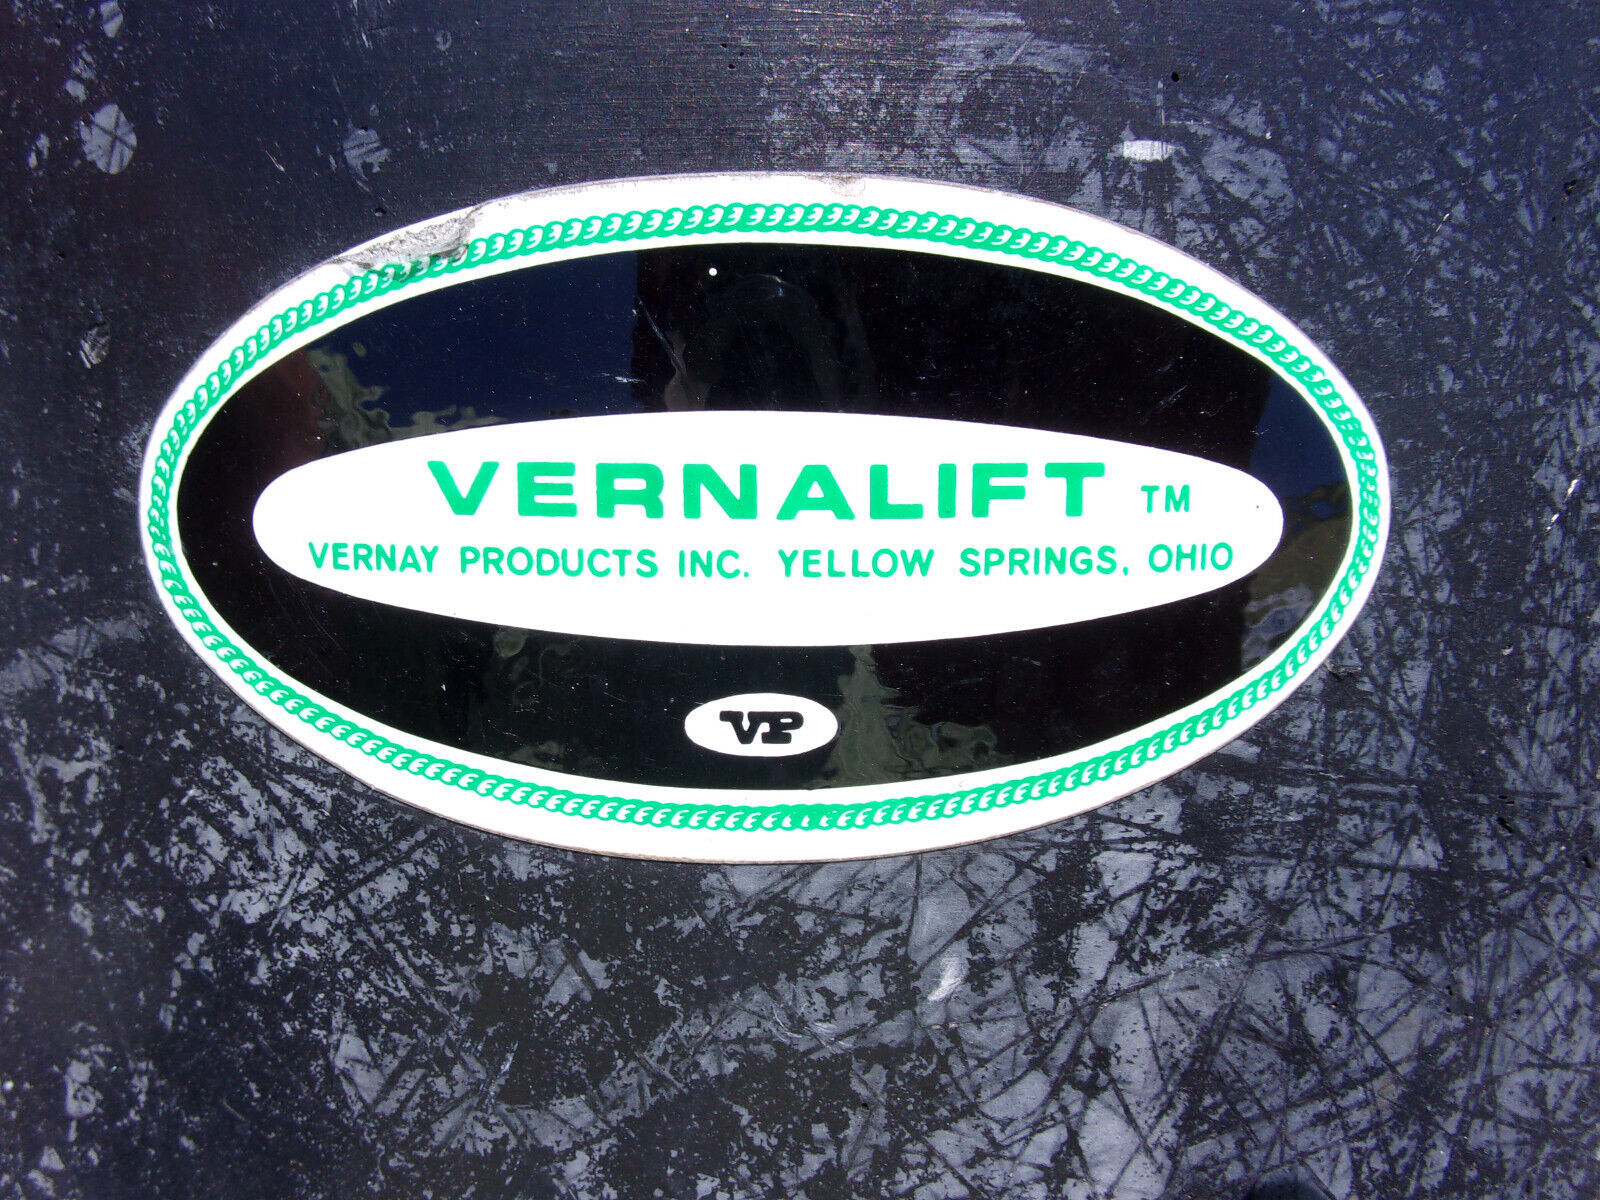 VERNALIFT TM
VERNAY PRODUCTS INC. YELLOW SPRINGS, OHIO
VP